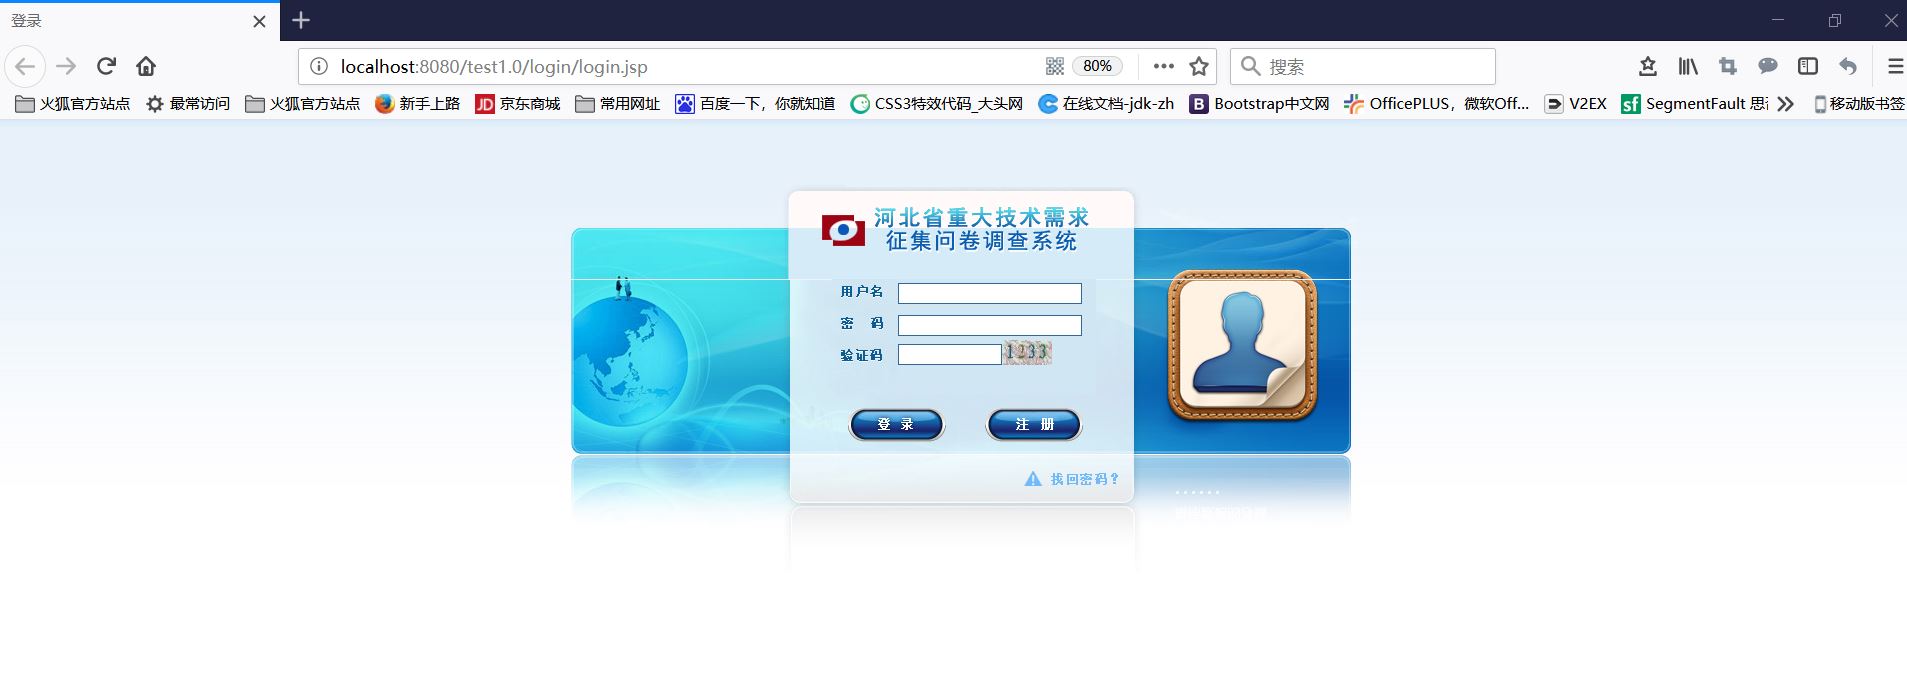 登录
localhost:8080/test1.0/login/login.jsp
80%
搜索
火狐官方站点
最常访问
火狐官方站点
新手上路
JD 京东商城
常用网址
百度一下，你就知道
CSS3特效代码_大头网
在线文档-jdk-zh
B Bootstrap中文网
OfficePLUS，微软Off...
V2EX
sf SegmentFault
移动版书签
河北省重大技术需求
征集问卷调查系统
用户名
密 码
验证码
1233
登 录
注 册
找回密码？